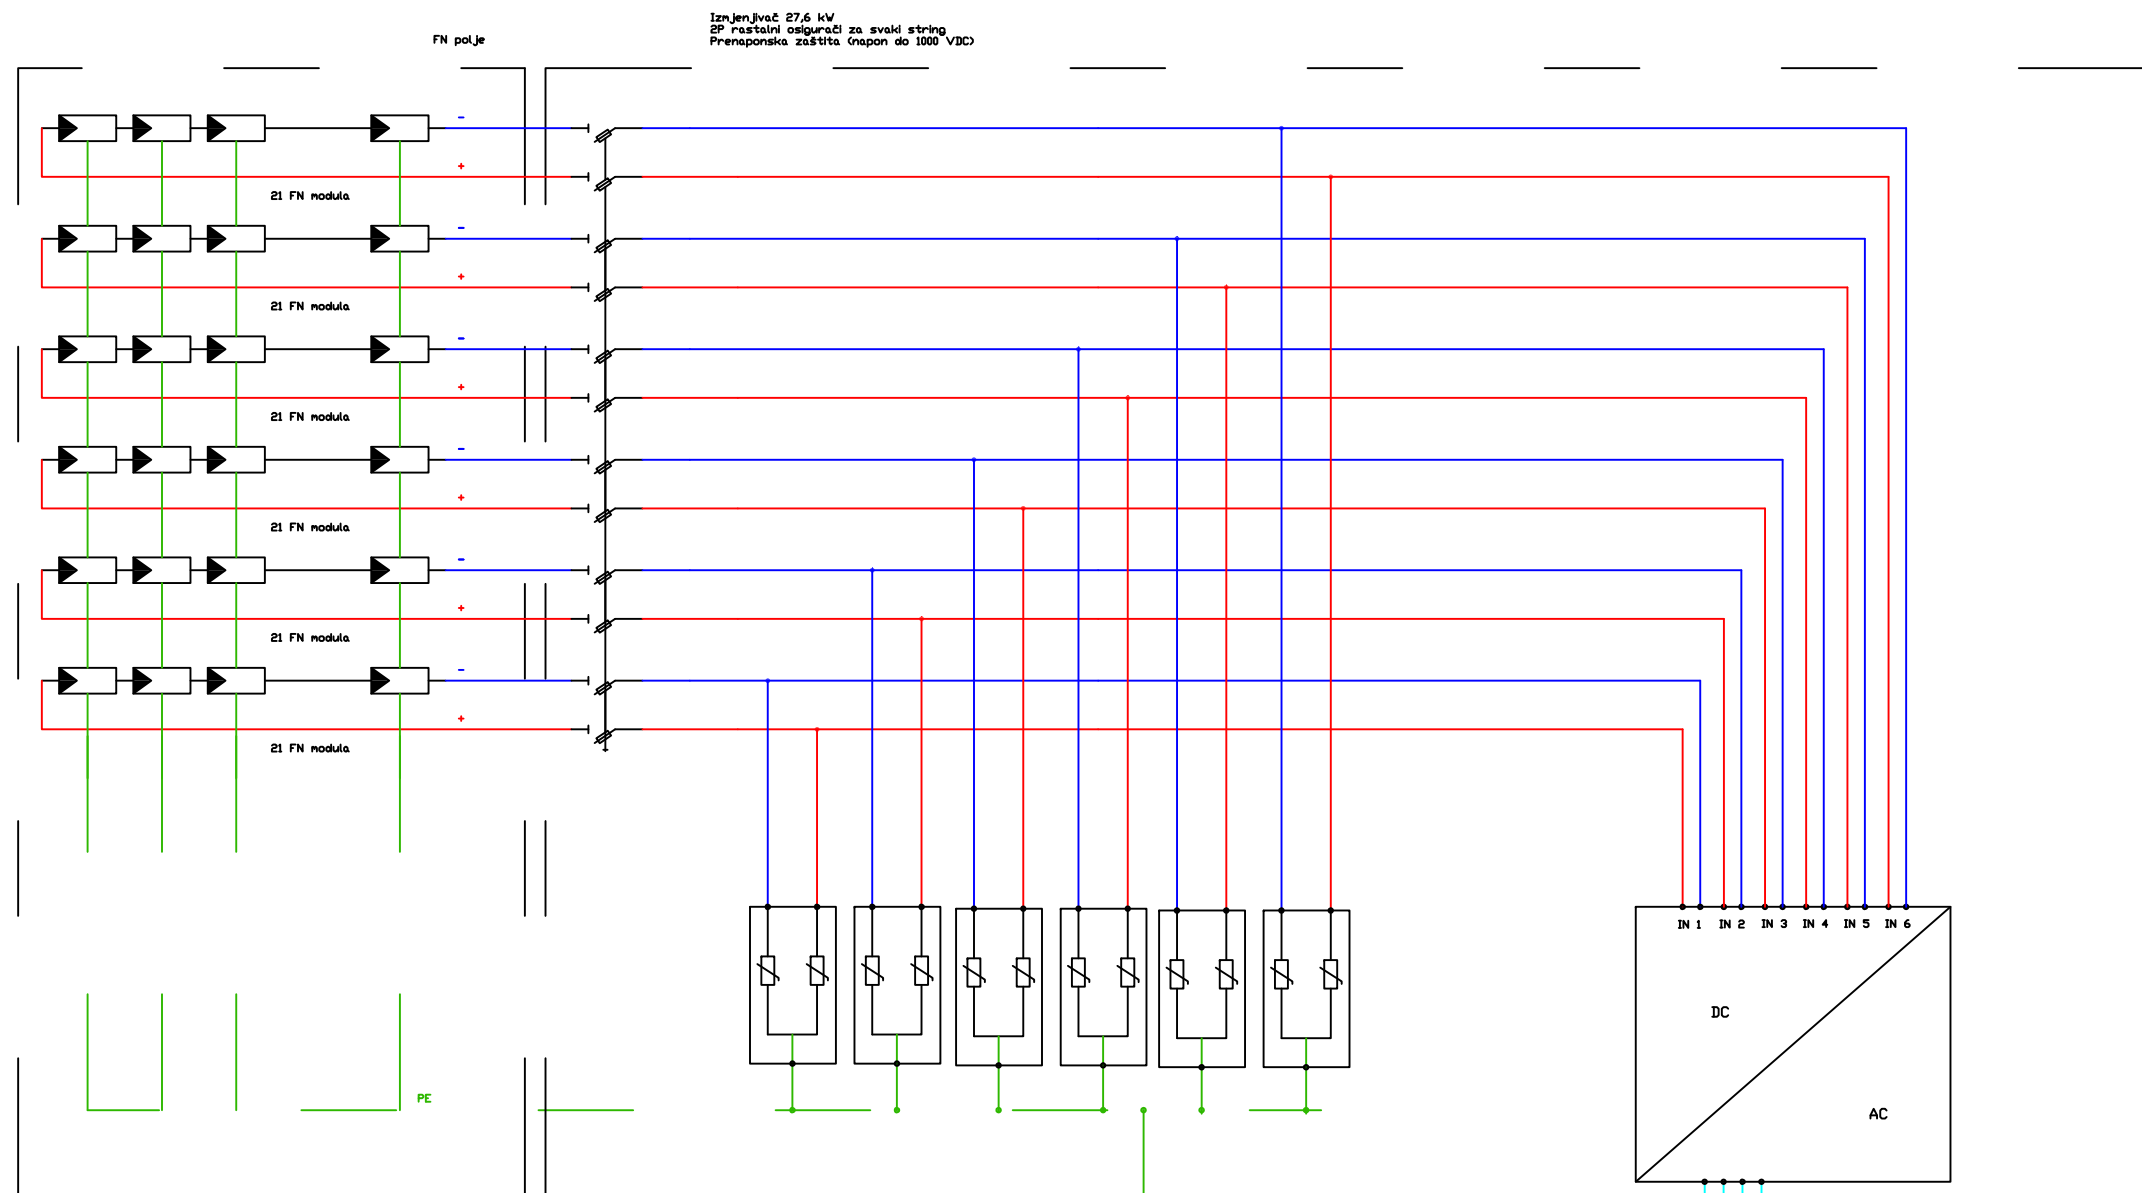 Izmjenjivač 27,6 kW
2P rastalni osigurači za svaki string
Prenaponska zaštita (napon do 1000 VDC)
FN polje
-
+
21 FN modula
-
+
21 FN modula
-
+
21 FN modula
-
+
21 FN modula
-
+
21 FN modula
-
+
21 FN modula
IN 1 IN 2 IN 3 IN 4 IN 5 IN 6
DC
PE
AC